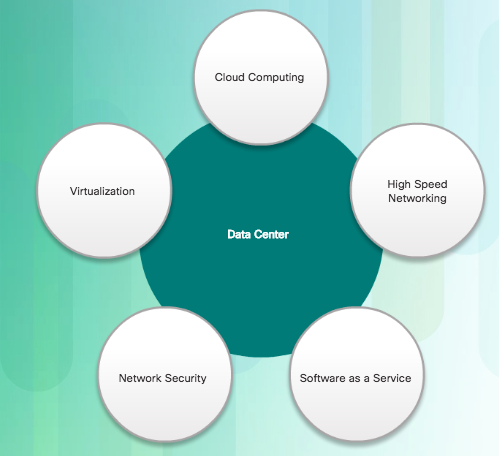 Cloud Computing
Virtualization
High Speed
Networking
Data Center
Network Security
Software as a Service